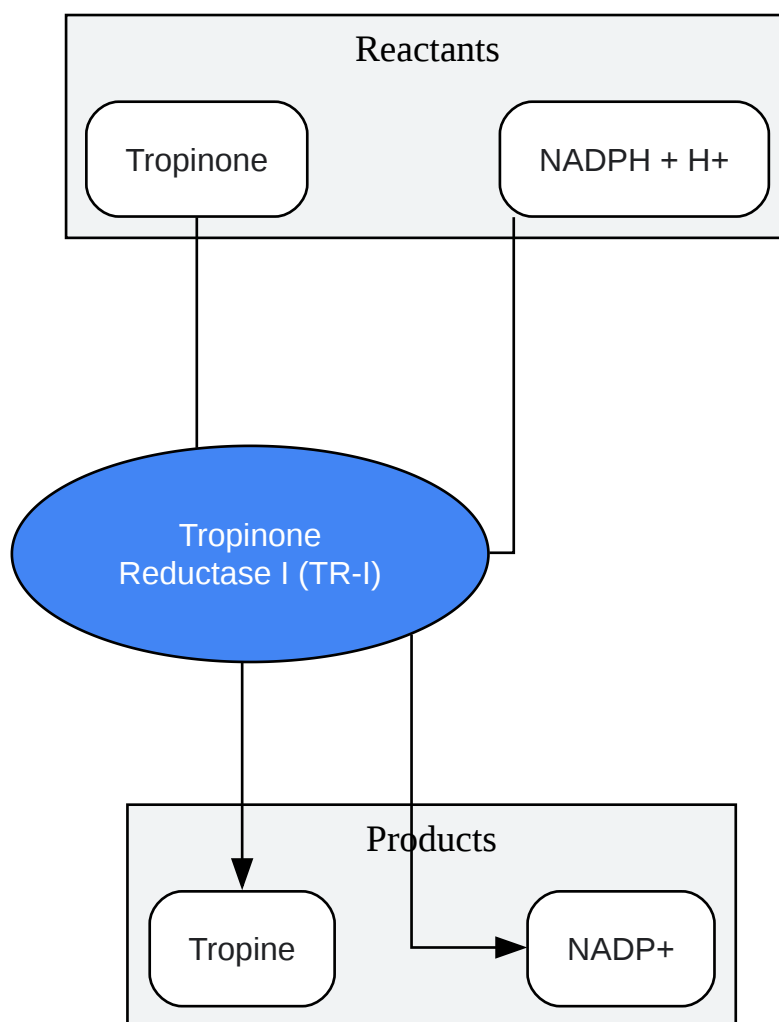 Reactants
Tropinone
NADPH + H+
Tropinone
Reductase I (TR-I)
Products
Tropine
NADP+